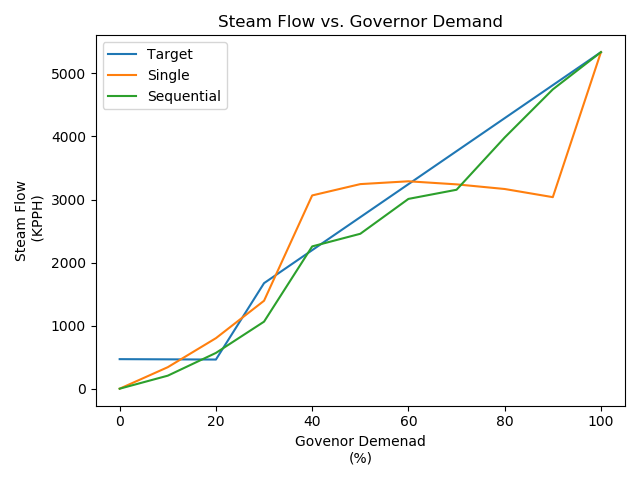 Steam Flow vs. Governor Demand
Target
Single
Sequential
5000
4000
3000
2000
1000
0
Steam Flow
(KPPH)
0 20 40 60 80 100
Govenor Demenad
(%)